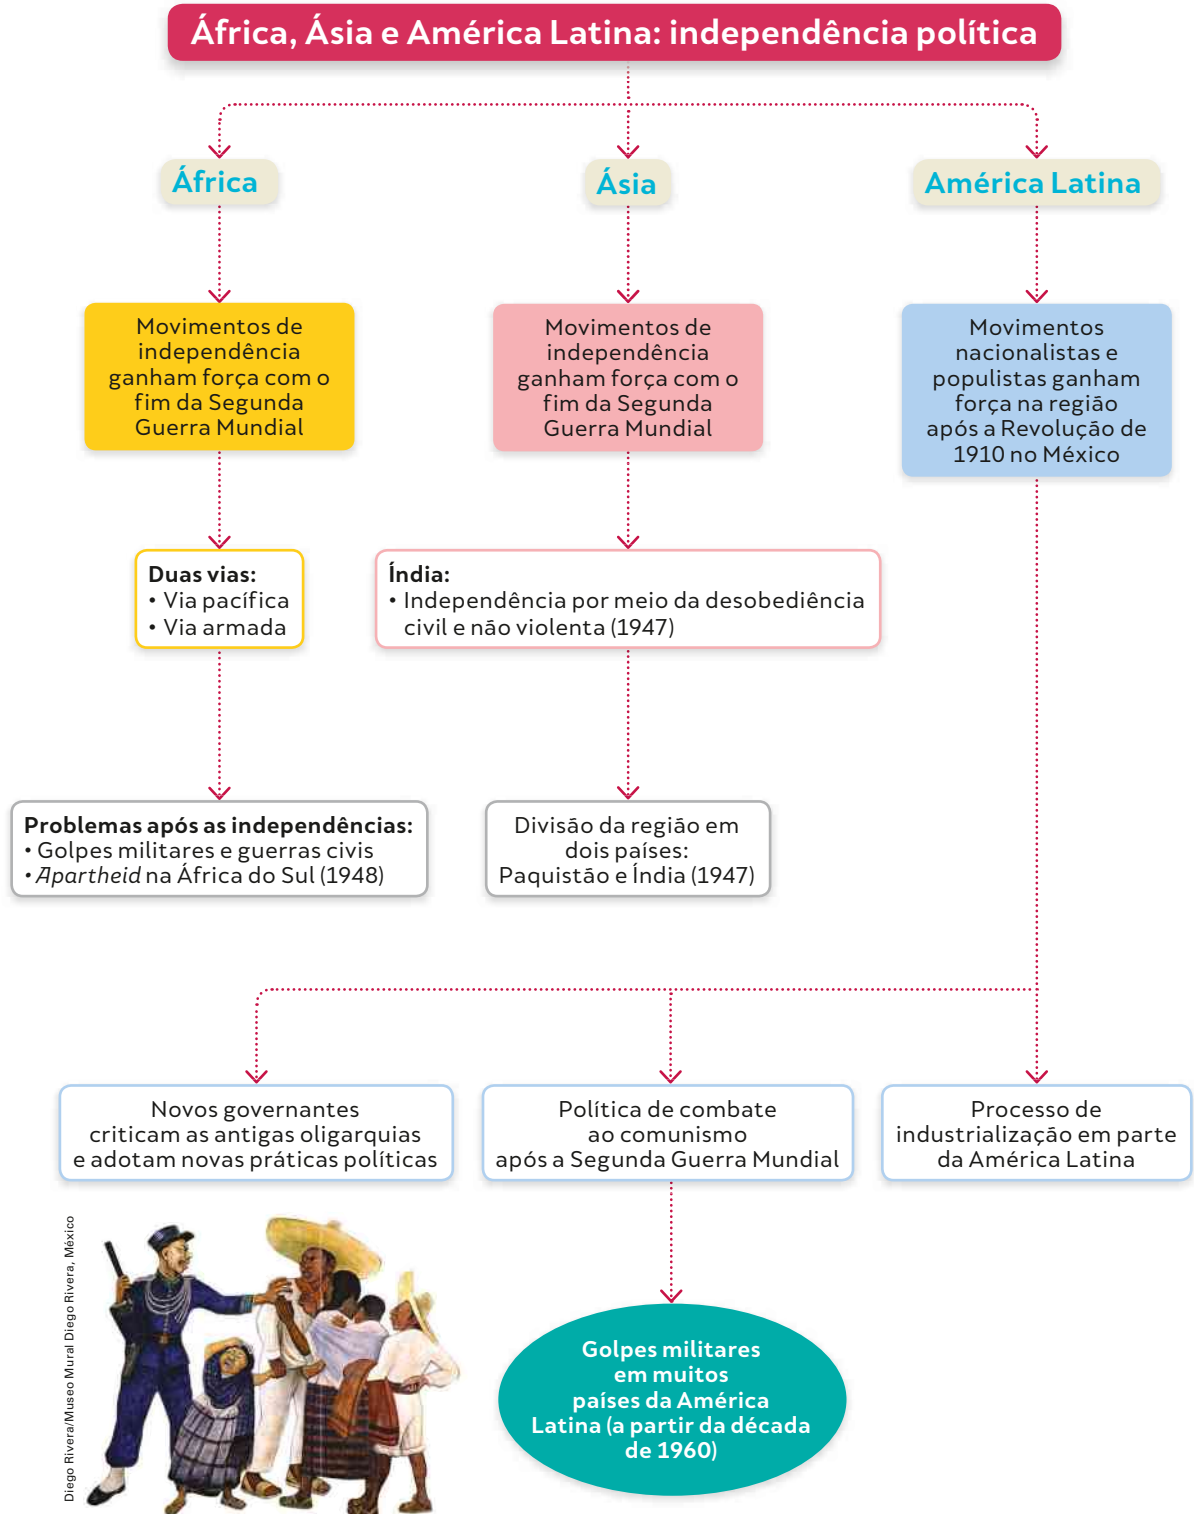 África, Ásia e América Latina: independência política
África
Ásia
América Latina
Movimentos de
independência
ganham força com o
fim da Segunda
Guerra Mundial
Movimentos de
independência
ganham força com o
fim da Segunda
Guerra Mundial
Movimentos
nacionalistas e
populistas ganham
força na região
após a Revolução de
1910 no México
Duas vias:
• Via pacífica
• Via armada
Índia:
• Independência por meio da desobediência
civil e não violenta (1947)
Problemas após as independências:
• Golpes militares e guerras civis
• Apartheid na África do Sul (1948)
Divisão da região em
dois países:
Paquistão e Índia (1947)
Novos governantes
criticam as antigas oligarquias
e adotam novas práticas políticas
Política de combate
ao comunismo
após a Segunda Guerra Mundial
Processo de
industrialização em parte
da América Latina
Golpes militares
em muitos
países da América
Latina (a partir da década
de 1960)
Diego Rivera/Museo Mural Diego Rivera, México